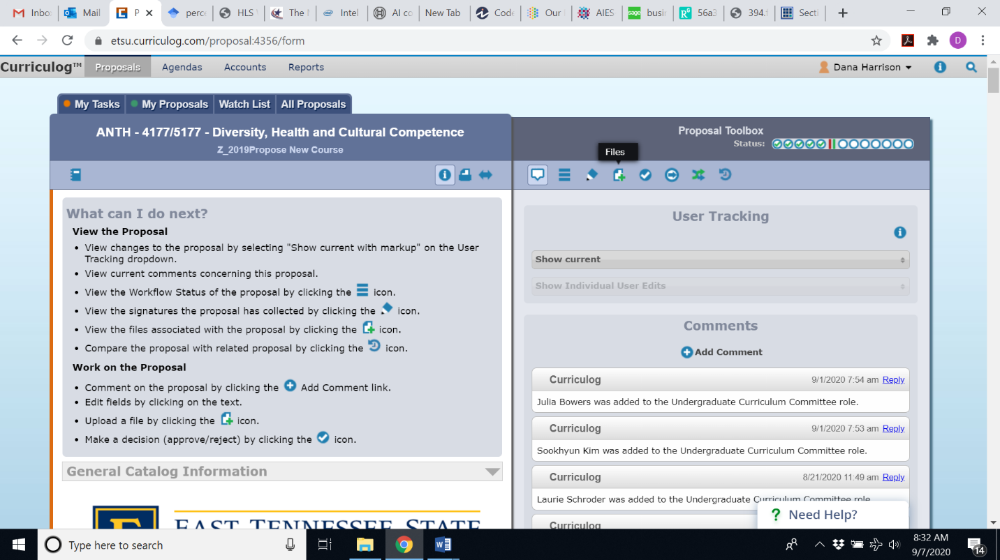 Inbo
Mail
P
perce
HLS
The
Intel
AI co
New Tab
Code
Our
AIES
sage
busi
56a3
394.f
Secti
etsu.curriculog.com/proposal:4356/form
D
Curriculog™
Proposals
Agendas
Accounts
Reports
Dana Harrison
My Tasks
My Proposals
Watch List
All Proposals
ANTH - 4177/5177 - Diversity, Health and Cultural Competence
Z_2019Propose New Course
Proposal Toolbox
Status:
Files
What can I do next?
View the Proposal
• View changes to the proposal by selecting "Show current with markup" on the User
Tracking dropdown.
• View current comments concerning this proposal.
• View the Workflow Status of the proposal by clicking the icon.
• View the signatures the proposal has collected by clicking the icon.
• View the files associated with the proposal by clicking the icon.
• Compare the proposal with related proposal by clicking the icon.
Work on the Proposal
• Comment on the proposal by clicking the Add Comment link.
• Edit fields by clicking on the text.
• Upload a file by clicking the icon.
• Make a decision (approve/reject) by clicking the icon.
General Catalog Information
EAST TENNESSEE STATE
User Tracking
Show current
Show Individual User Edits
Comments
Add Comment
Curriculog 9/1/2020 7:54 am Reply
Julia Bowers was added to the Undergraduate Curriculum Committee role.
Curriculog 9/1/2020 7:53 am Reply
Sookhyun Kim was added to the Undergraduate Curriculum Committee role.
Curriculog 8/21/2020 11:49 am Reply
Laurie Schroder was added to the Undergraduate Curriculum Committee role
Curriculog
? Need Help?
Type here to search
8:32 AM
9/7/2020
14